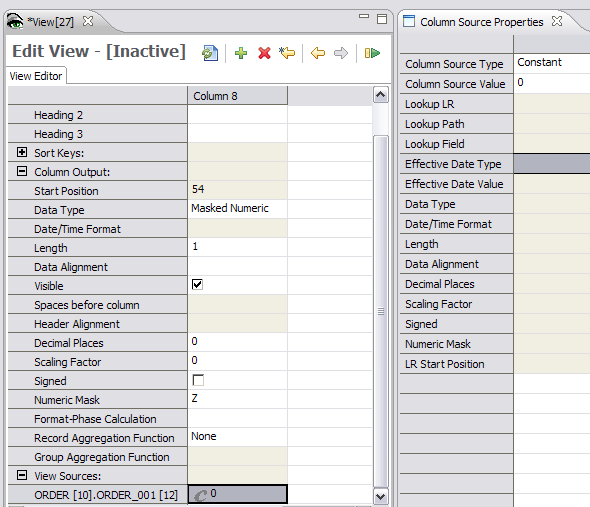 *View[27]
Edit View - [Inactive]
View Editor
Column 8
Heading 2
Heading 3
Sort Keys:
Column Output:
Start Position 54
Data Type Masked Numeric
Date/Time Format
Length 1
Data Alignment
Visible
Spaces before column
Header Alignment
Decimal Places 0
Scaling Factor 0
Signed
Numeric Mask Z
Format-Phase Calculation
Record Aggregation Function None
Group Aggregation Function
View Sources:
ORDER [10].ORDER_001 [12] C 0
Column Source Properties
Column Source Type Constant
Column Source Value 0
Lookup LR
Lookup Path
Lookup Field
Effective Date Type
Effective Date Value
Data Type
Date/Time Format
Length
Data Alignment
Decimal Places
Scaling Factor
Signed
Numeric Mask
LR Start Position